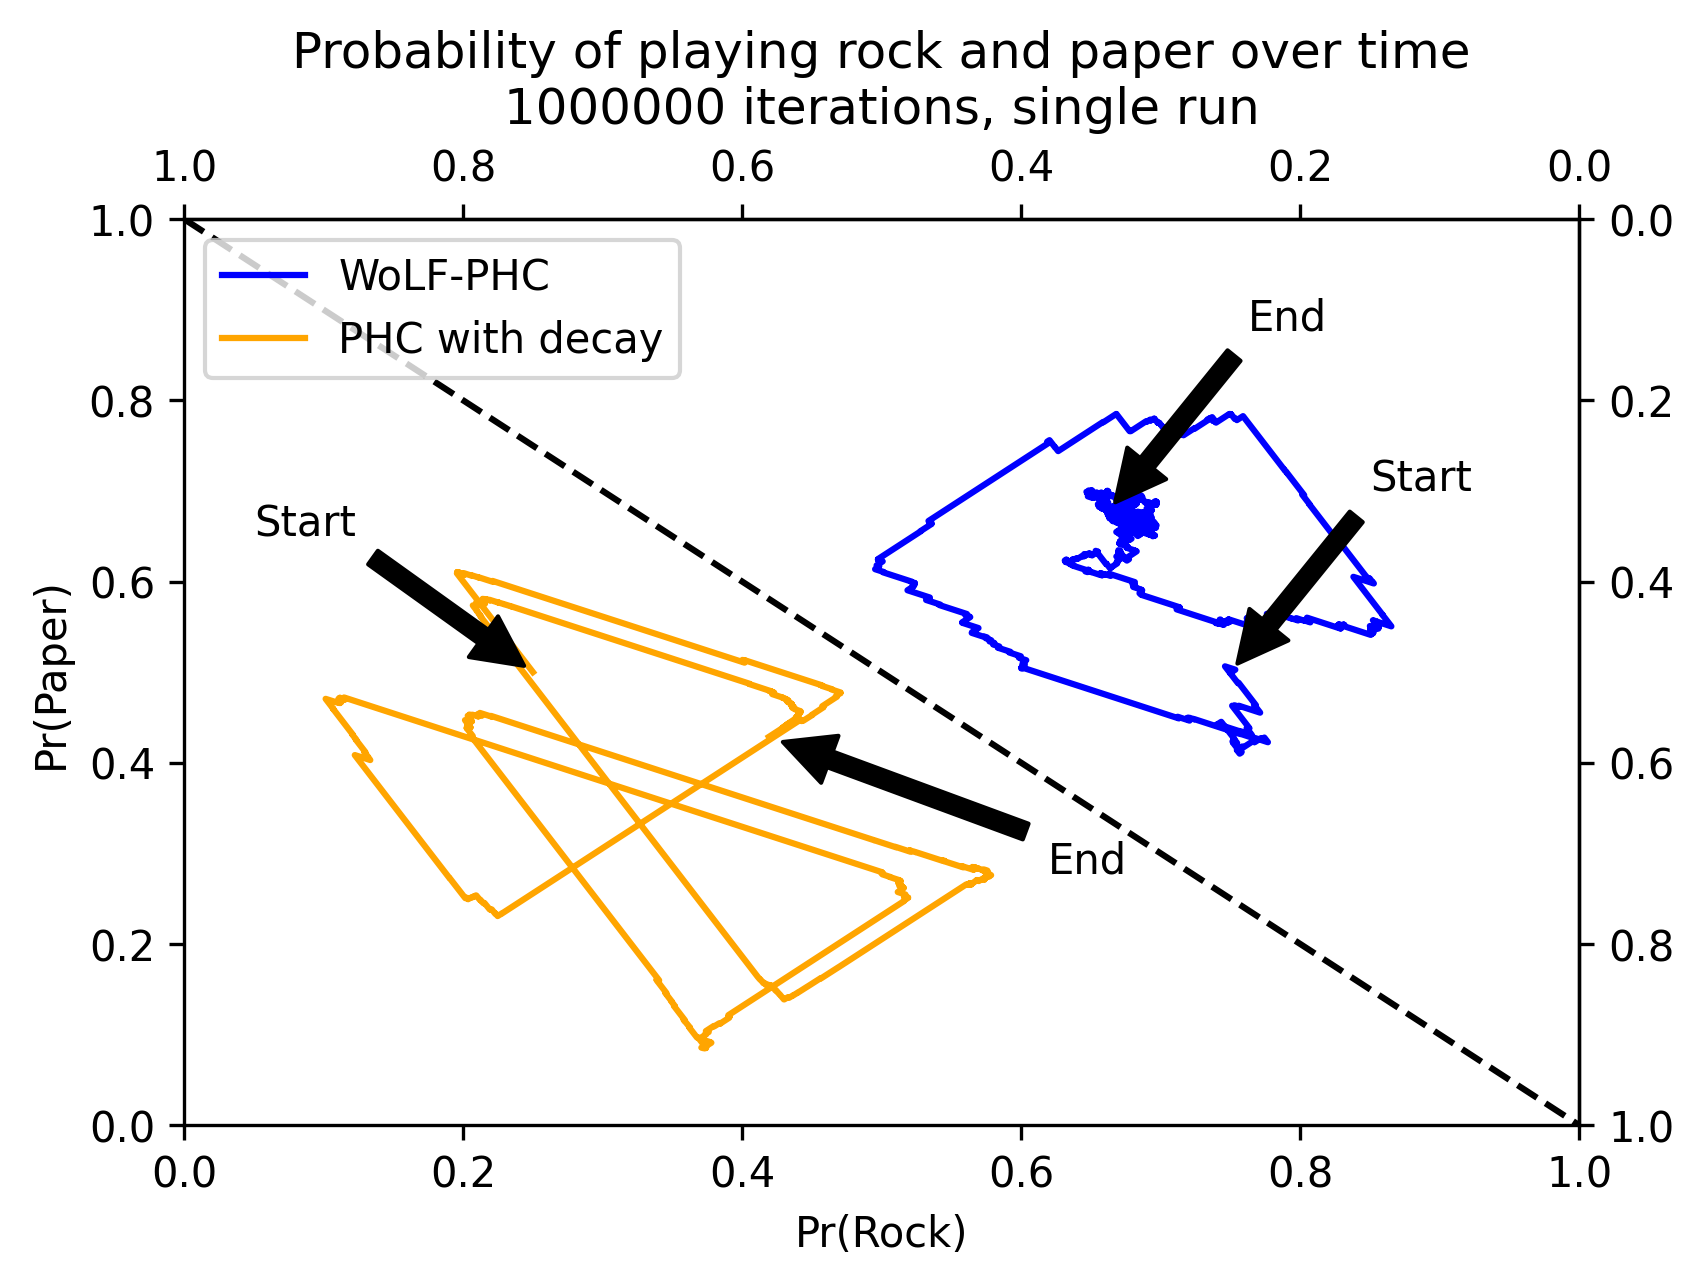 Probability of playing rock and paper over time
1000000 iterations, single run
1.0 0.8 0.6 0.4 0.2 0.0
1.0 0.0
WoLF-PHC
PHC with decay
End
0.8 0.2
Start
Start
0.6 0.4
Pr(Paper)
0.4 0.6
End
0.2 0.8
0.0 1.0
0.0 0.2 0.4 0.6 0.8 1.0
Pr(Rock)